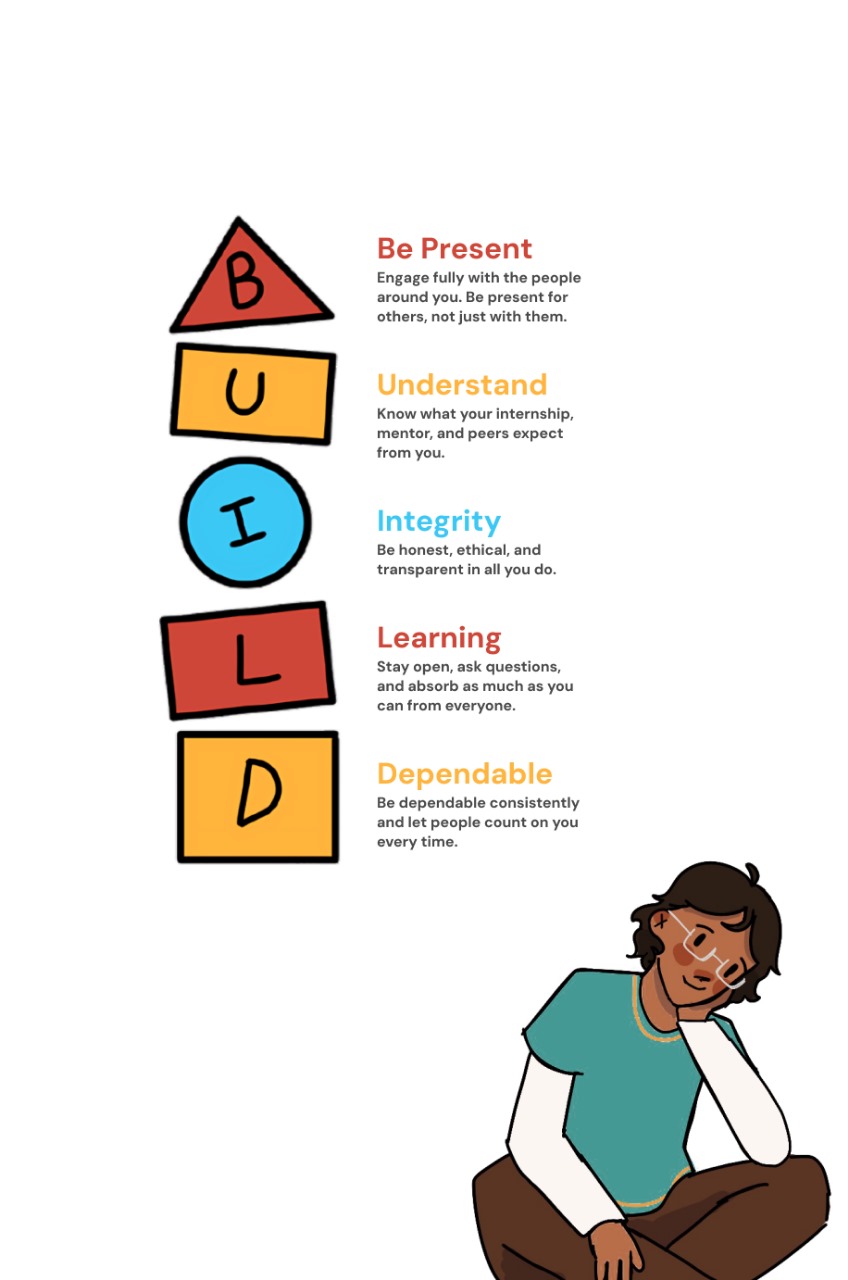 B
Be Present
Engage fully with the people
around you. Be present for
others, not just with them.
U
Understand
Know what your internship,
mentor, and peers expect
from you.
I
Integrity
Be honest, ethical, and
transparent in all you do.
L
Learning
Stay open, ask questions,
and absorb as much as you
can from everyone.
D
Dependable
Be dependable consistently
and let people count on you
every time.